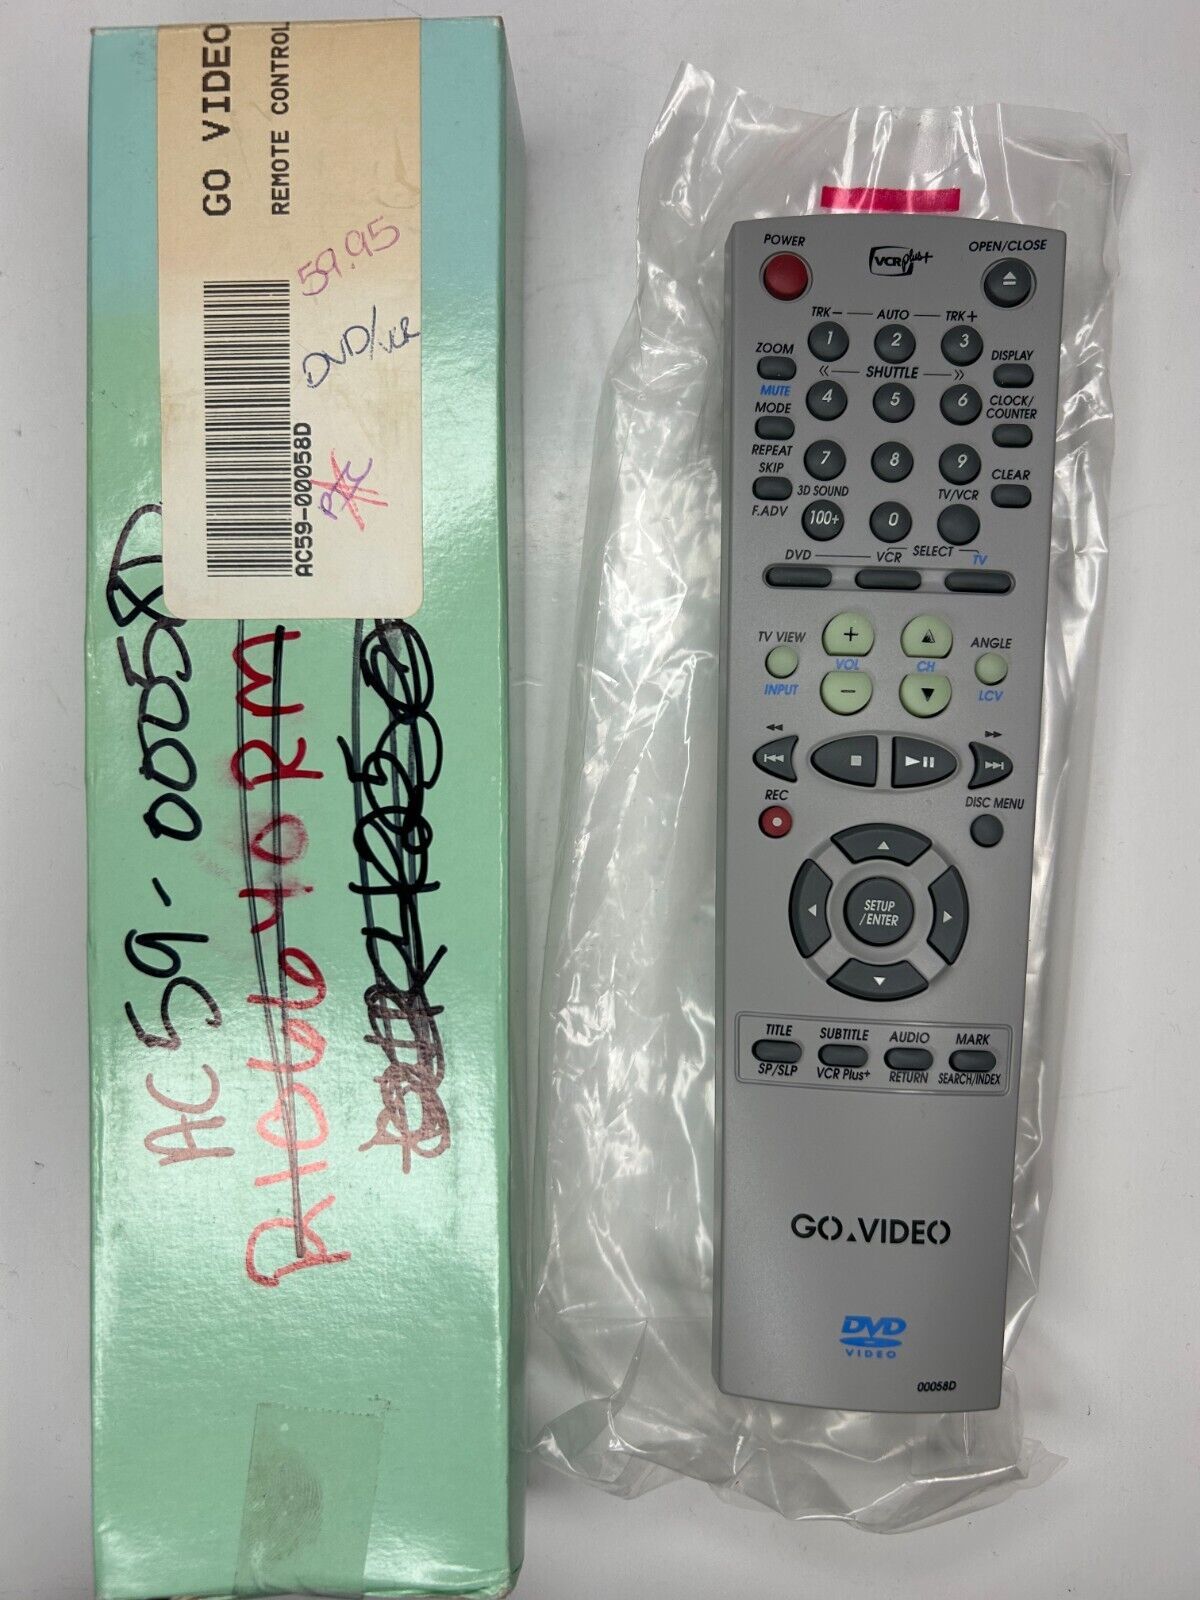 GO VIDEO
REMOTE CONTROL
59.95
DVD/VCR
AC59-00058D
AC59-00058D
POWER
VCR Plus+
OPEN/CLOSE
TRK- AUTO TRK+
1 2 3
ZOOM
DISPLAY
MUTE
<< SHUTTLE >>
MODE
4 5 6
CLOCK/
COUNTER
REPEAT
7 8 9
SKIP
CLEAR
3D SOUND
TV/VCR
F.ADV
100+ 0
DVD VCR SELECT TV
TV VIEW
+
ANGLE
VOL
CH
INPUT
LCV
REC
DISC MENU
SETUP
/ENTER
TITLE SUBTITLE AUDIO MARK
SP/SLP VCR Plus+ RETURN SEARCH/INDEX
GO.VIDEO
DVD
VIDEO
00058D